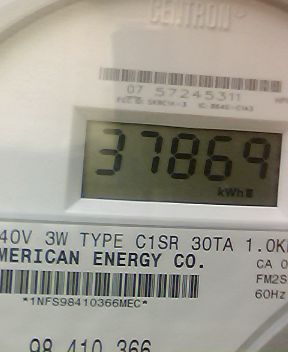 CENTRON
07 57245311
37869
kWh
40V 3W TYPE C1SR 30TA 1.0K
MERICAN ENERGY CO.
CA 0
FM2S
60Hz
*1NFS98410366MEC*
98 410 366